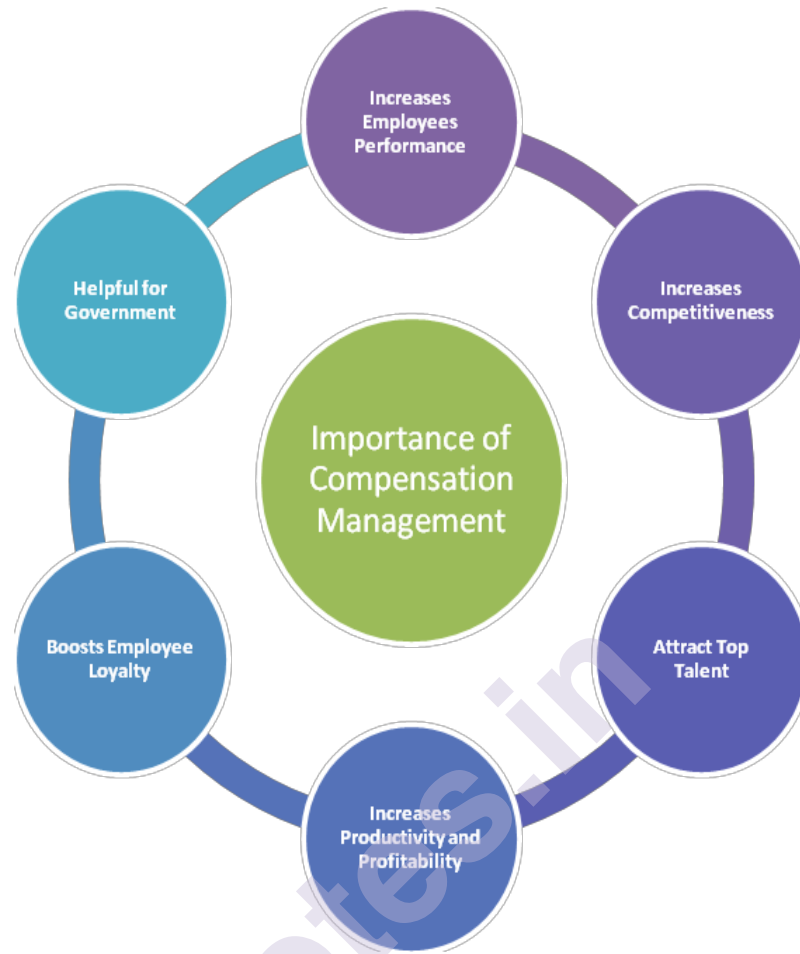 Increases
Employees
Performance
Increases
Competitiveness
Attract Top
Talent
Increases
Productivity and
Profitability
Boosts Employee
Loyalty
Helpful for
Government
Importance of
Compensation
Management